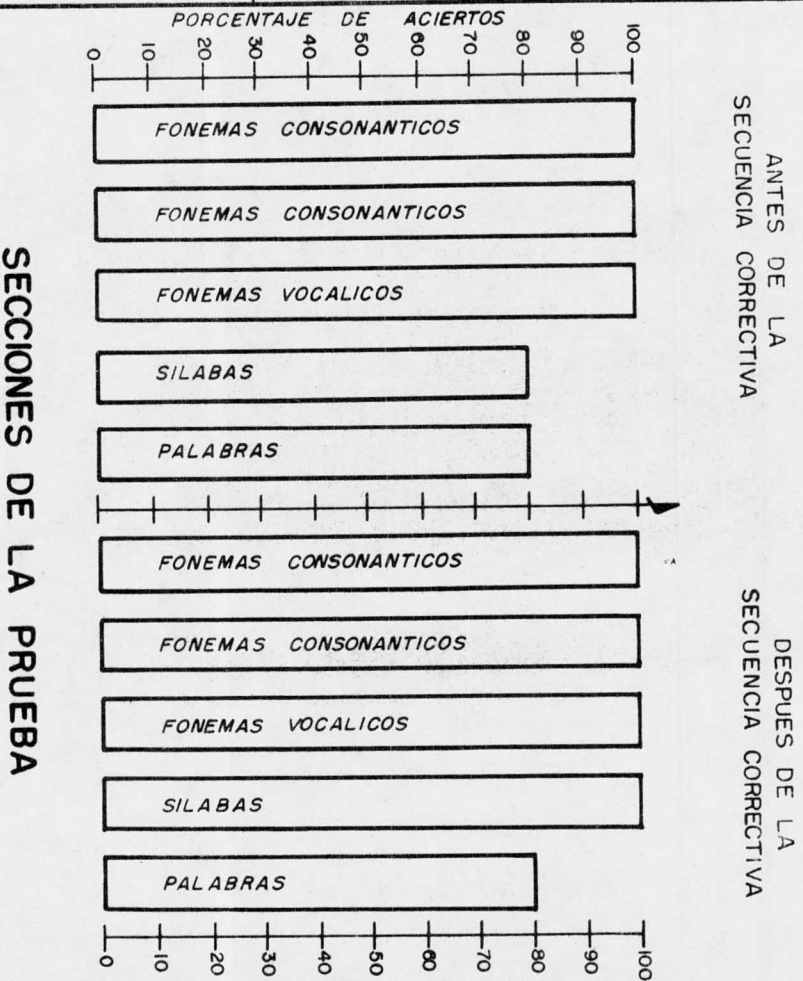 PORCENTAJE DE ACIERTOS
0 10 20 30 40 50 60 70 80 90 100
ANTES DE LA
SECUENCIA CORRECTIVA
FONEMAS CONSONANTICOS
FONEMAS CONSONANTICOS
FONEMAS VOCALICOS
SILABAS
PALABRAS
DESPUES DE LA
SECUENCIA CORRECTIVA
FONEMAS CONSONANTICOS
FONEMAS CONSONANTICOS
FONEMAS VOCALICOS
SILABAS
PALABRAS
0 10 20 30 40 50 60 70 80 90 100
SECCIONES DE LA PRUEBA